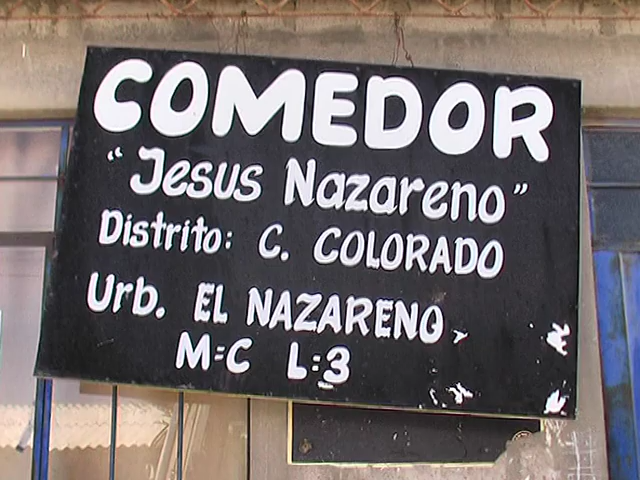 COMEDOR
"Jesus Nazareno"
Distrito: C. COLORADO
Urb. EL NAZARENO
M:C L:3